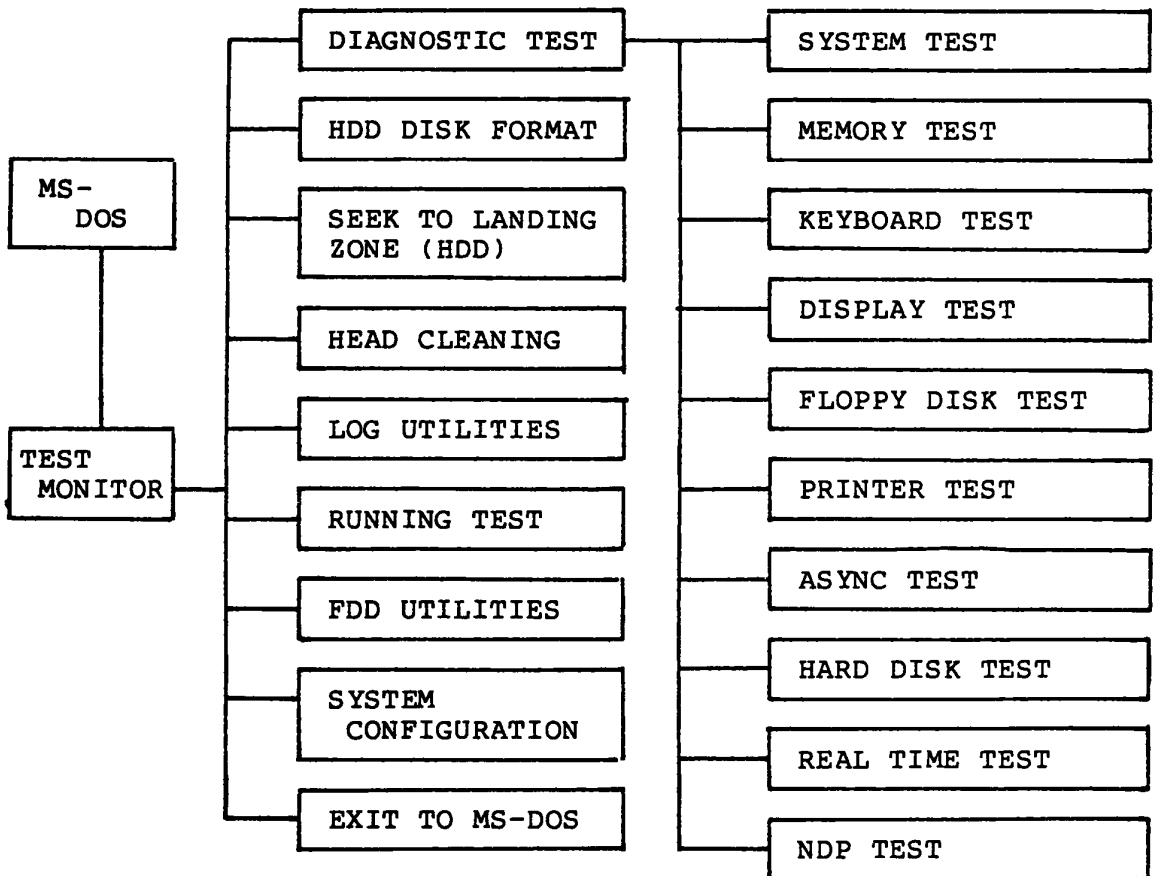 MS-
DOS
TEST
MONITOR
DIAGNOSTIC TEST
HDD DISK FORMAT
SEEK TO LANDING
ZONE (HDD)
HEAD CLEANING
LOG UTILITIES
RUNNING TEST
FDD UTILITIES
SYSTEM
CONFIGURATION
EXIT TO MS-DOS
SYSTEM TEST
MEMORY TEST
KEYBOARD TEST
DISPLAY TEST
FLOPPY DISK TEST
PRINTER TEST
ASYNC TEST
HARD DISK TEST
REAL TIME TEST
NDP TEST